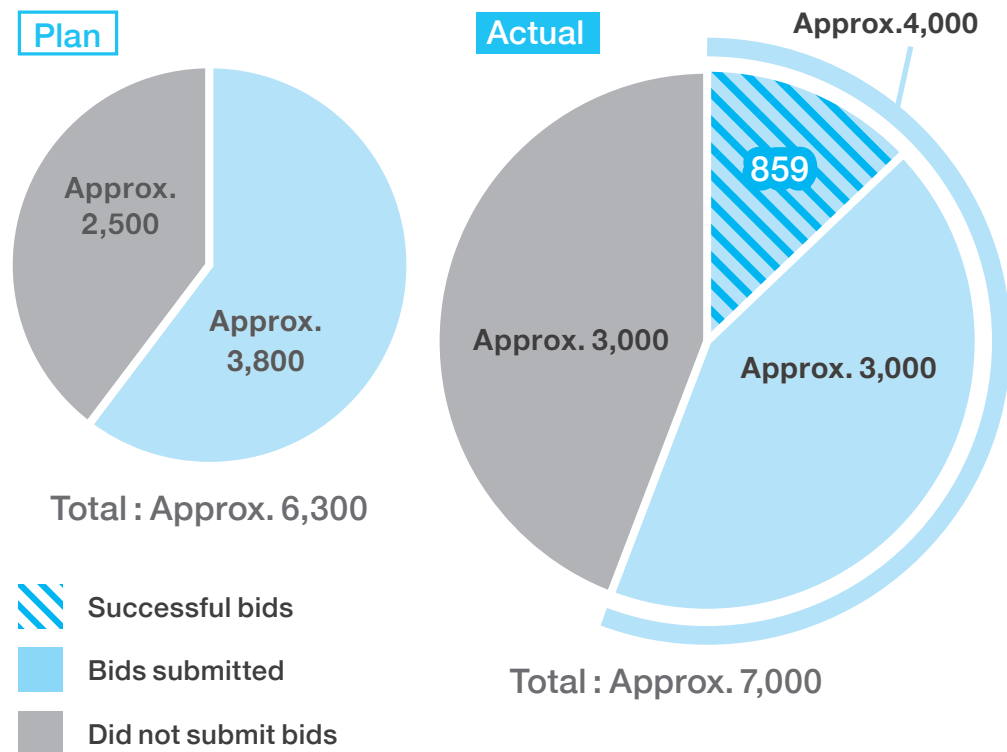 Plan
Approx.
2,500
Approx.
3,800
Total : Approx. 6,300
Actual
Approx.4,000
859
Approx. 3,000
Approx. 3,000
Total : Approx. 7,000
Successful bids
Bids submitted
Did not submit bids